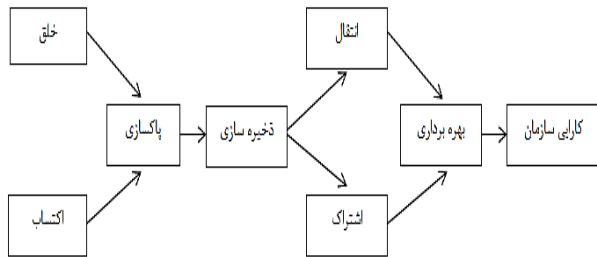 خلق
انتقال
پاکسازی
ذخیره سازی
بهره برداری
کارایی سازمان
اکتساب
اشتراک